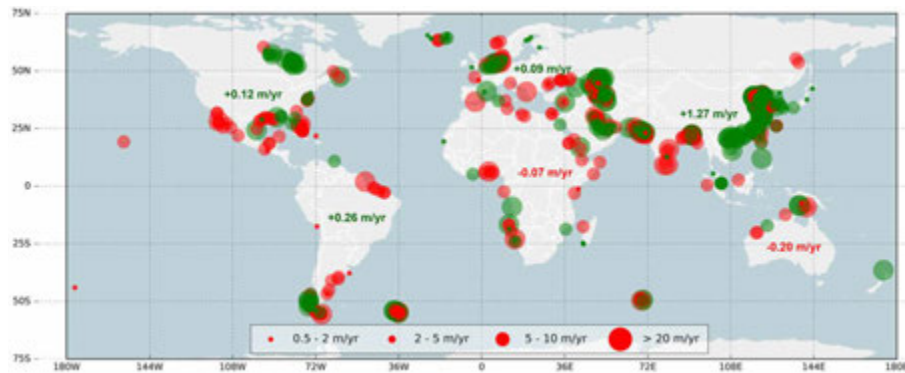 75N
50N
+0.09 m/yr
+0.12 m/yr
+1.27 m/yr
25N
-0.07 m/yr
0
+0.26 m/yr
-0.20 m/yr
25S
50S
0.5 - 2 m/yr 2 - 5 m/yr 5 - 10 m/yr > 20 m/yr
75S
180W 144W 108W 72W 36W 0 36E 72E 108E 144E 180E